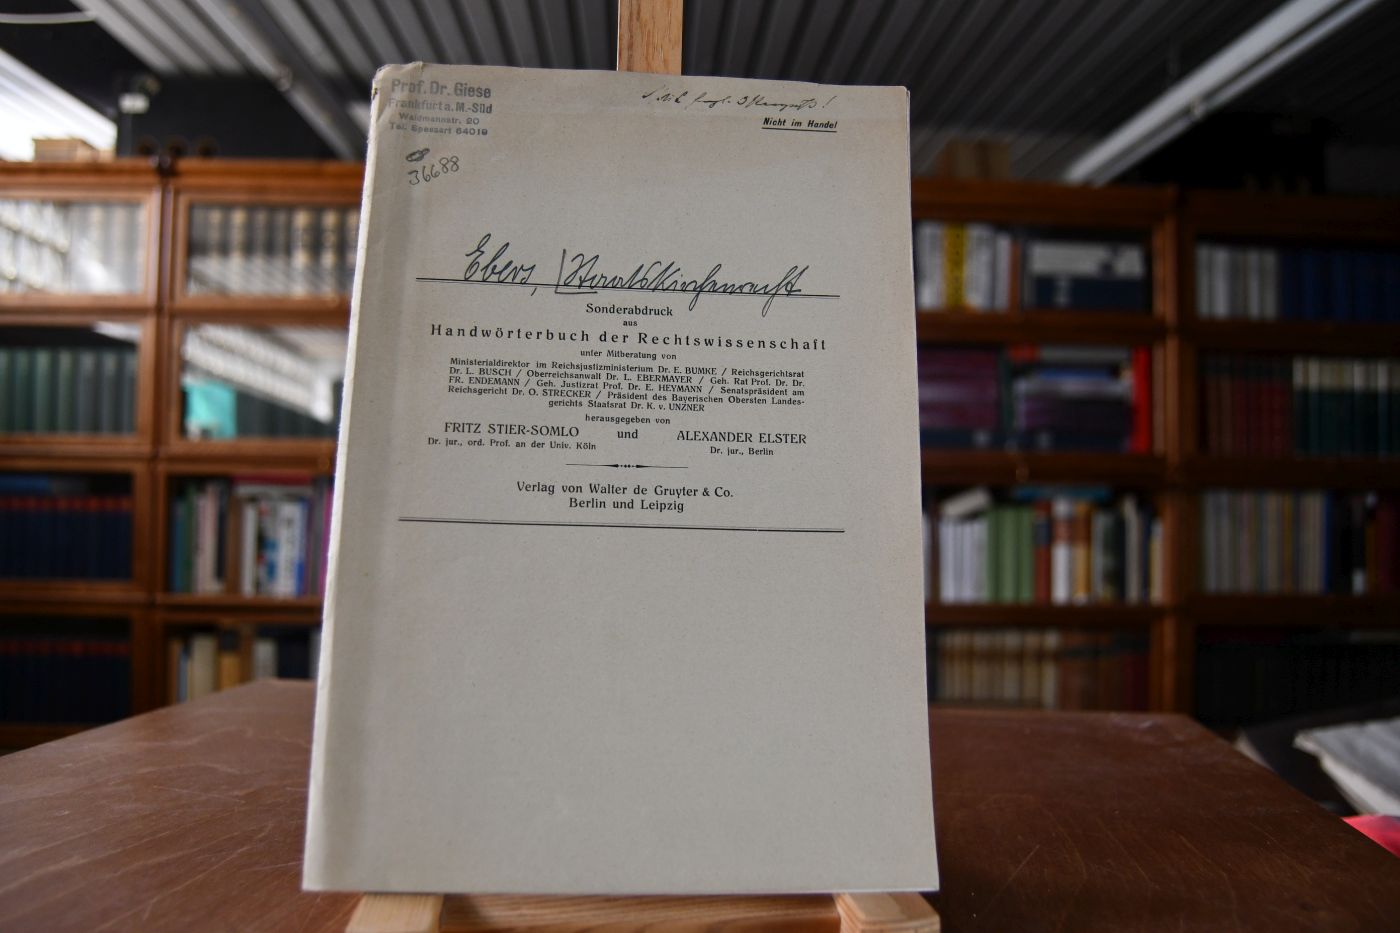 Prof. Dr. Giese
Frankfurt a. M.-Süd
Waidmannstr. 20
Tel. Spessart 64019
36688
Nicht im Handel
Ebers, Staatskirchenrecht
Sonderabdruck
aus
Handwörterbuch der Rechtswissenschaft
unter Mitberatung von
Ministerialdirektor im Reichsjustizministerium Dr. E. BUMKE / Reichsgerichtsrat
Dr. L. BUSCH / Oberreichsanwalt Dr. L. EBERMAYER / Geh. Rat Prof. Dr. Dr.
FR. ENDEMANN / Geh. Justizrat Prof. Dr. E. HEYMANN / Senatspräsident am
Reichsgericht Dr. O. STRECKER / Präsident des Bayerischen Obersten Landes-
gerichts Staatsrat Dr. K. v. UNZNER
herausgegeben von
FRITZ STIER-SOMLO und ALEXANDER ELSTER
Dr. jur., ord. Prof. an der Univ. Köln Dr. jur., Berlin
Verlag von Walter de Gruyter & Co.
Berlin und Leipzig